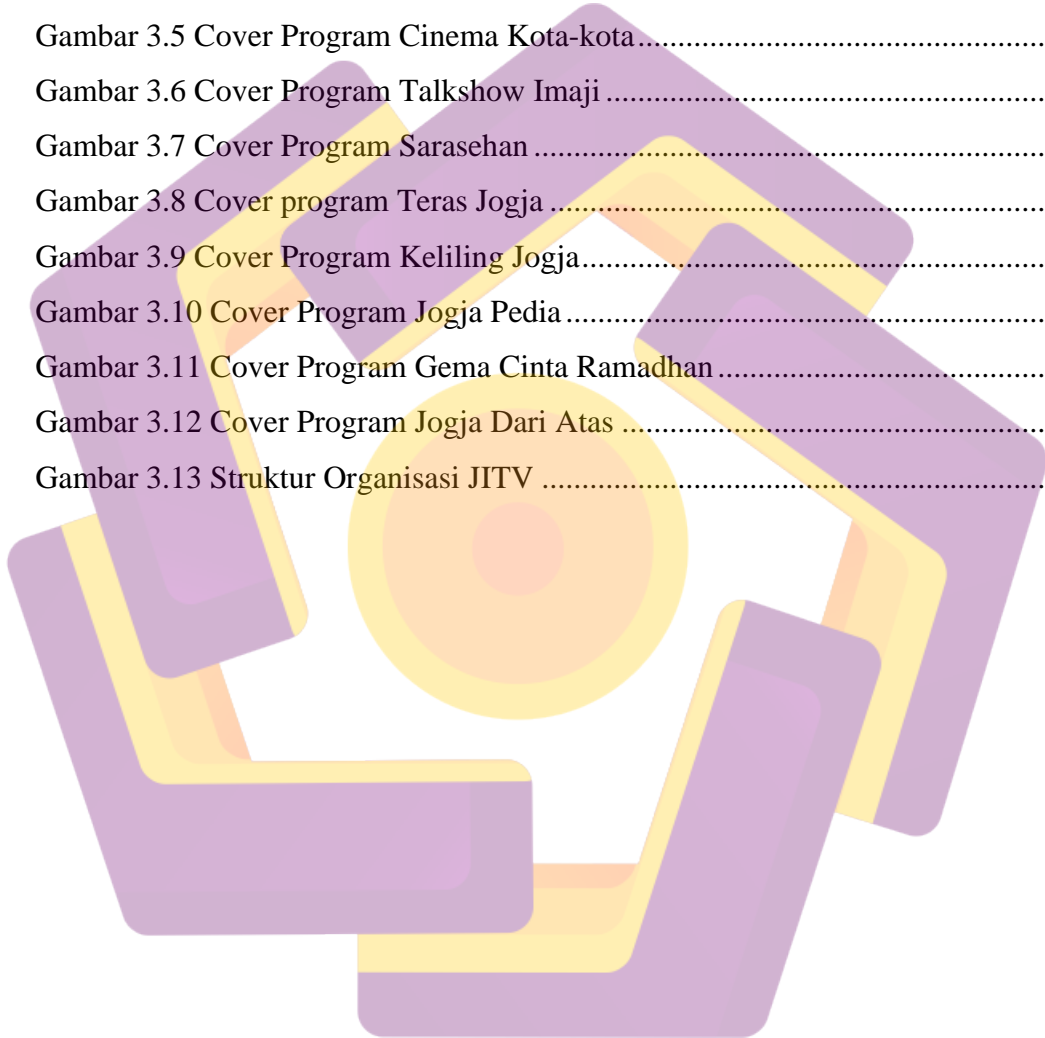 Gambar 3.5 Cover Program Cinema Kota-kota....................................................
Gambar 3.6 Cover Program Talkshow Imaji........................................................
Gambar 3.7 Cover Program Sarasehan.................................................................
Gambar 3.8 Cover program Teras Jogja...............................................................
Gambar 3.9 Cover Program Keliling Jogja...........................................................
Gambar 3.10 Cover Program Jogja Pedia.............................................................
Gambar 3.11 Cover Program Gema Cinta Ramadhan..........................................
Gambar 3.12 Cover Program Jogja Dari Atas......................................................
Gambar 3.13 Struktur Organisasi JITV................................................................